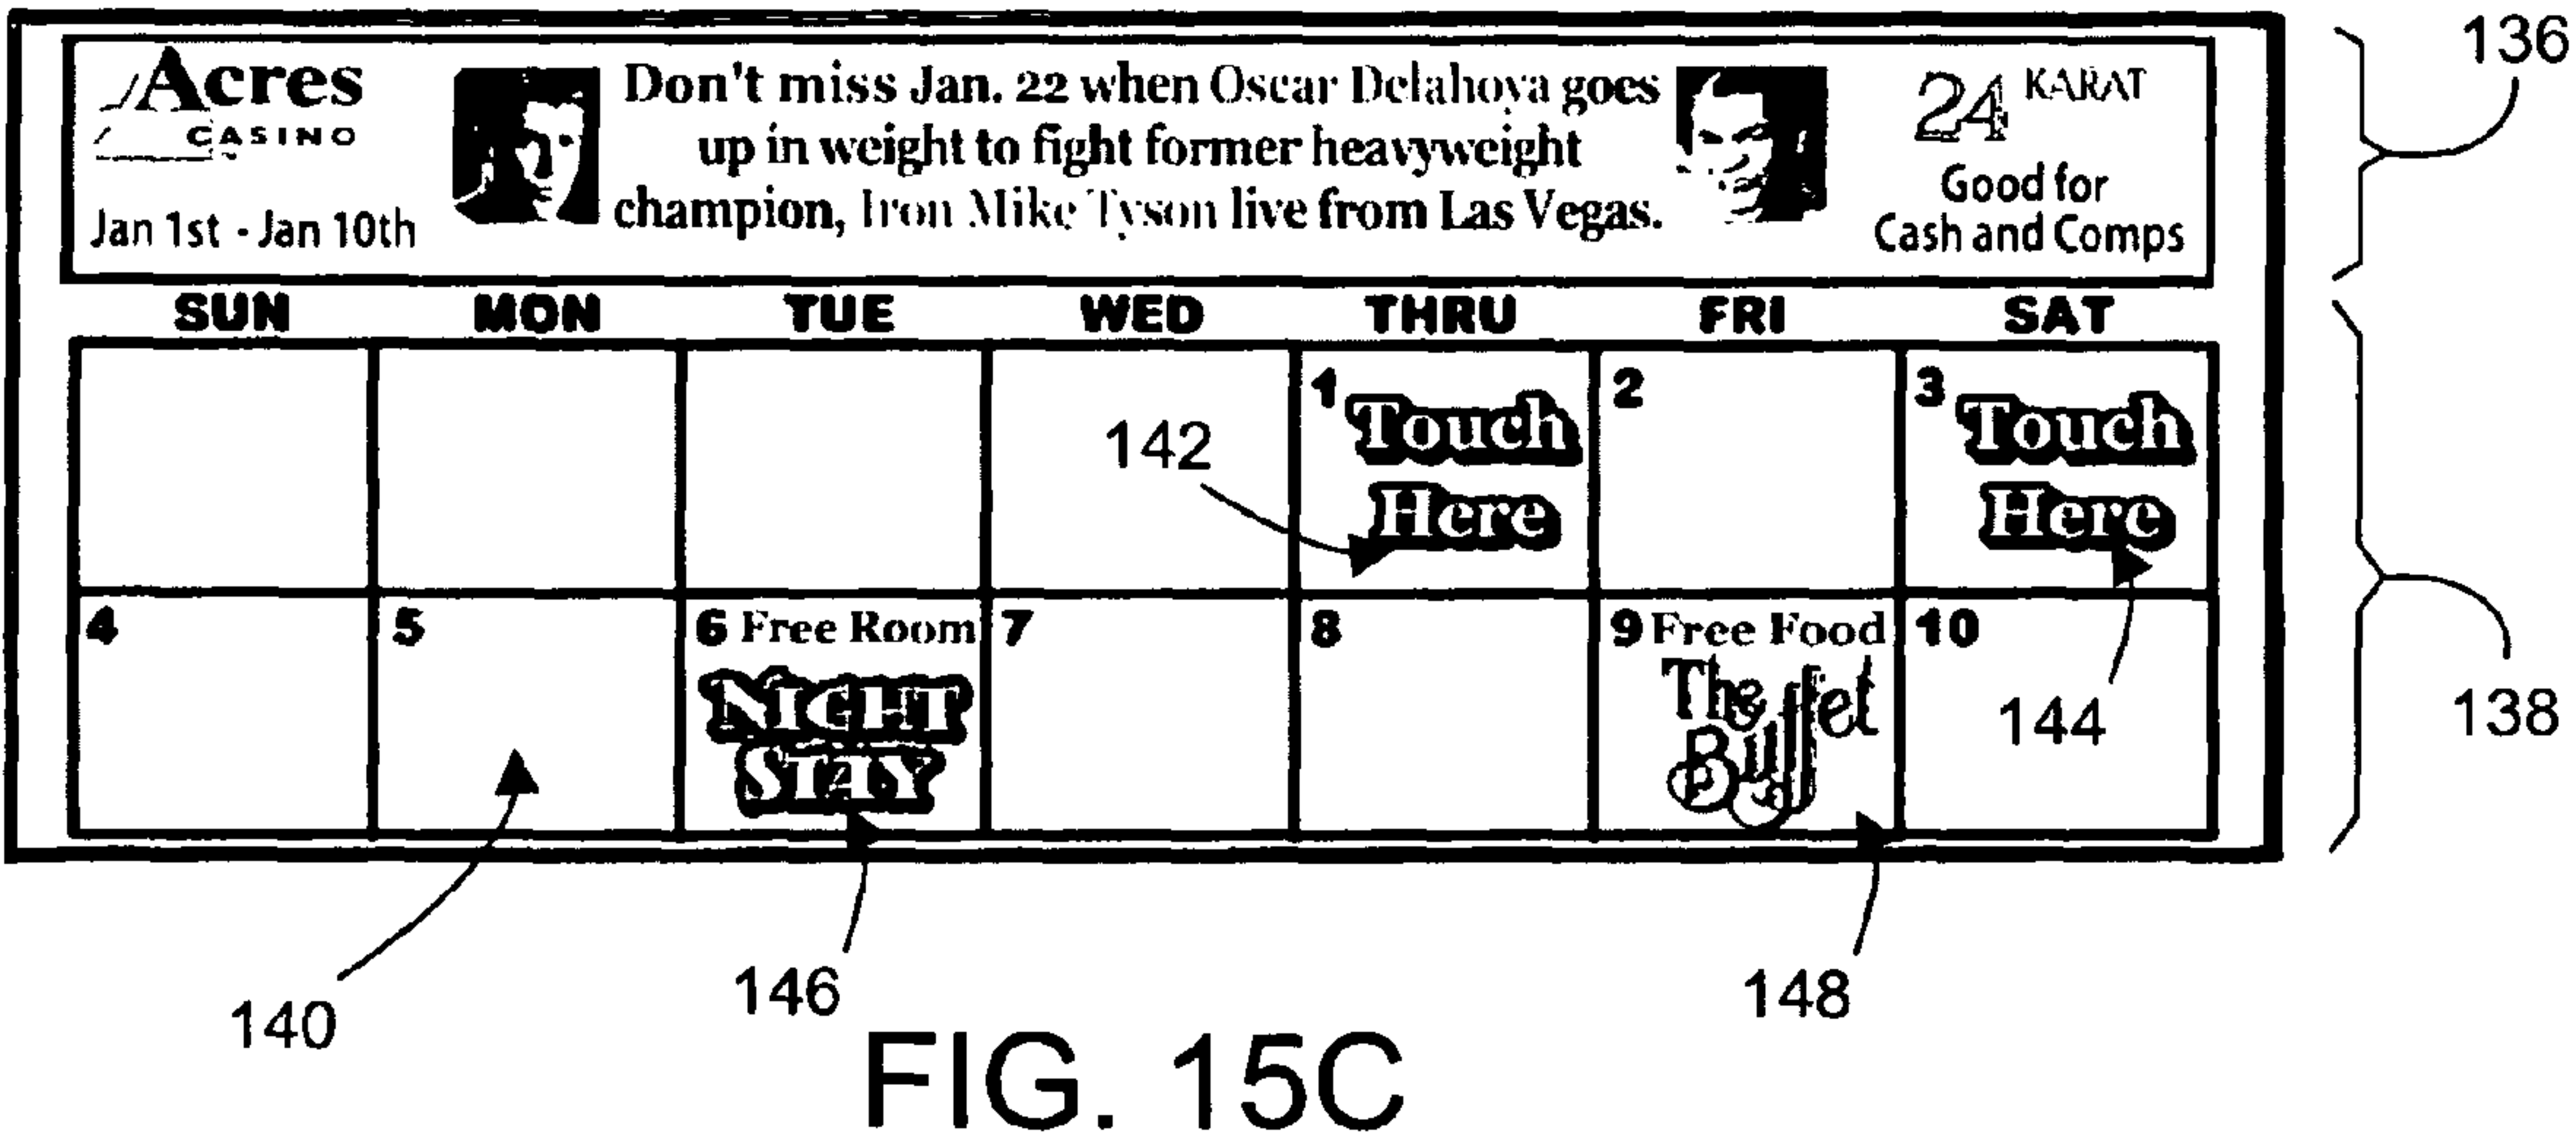 Acres
CASINO
Jan 1st - Jan 10th
Don't miss Jan. 22 when Oscar Delahoya goes
up in weight to fight former heavyweight
champion, Iron Mike Tyson live from Las Vegas.
24 KARAT
Good for
Cash and Comps
136
SUN MON TUE WED THRU FRI SAT
1 Touch
Here
2
3 Touch
Here
142
144
138
4
5
6 Free Room
NIGHT
STAY
7
8
9 Free Food
The
Buffet
10
140
146
148
FIG. 15C